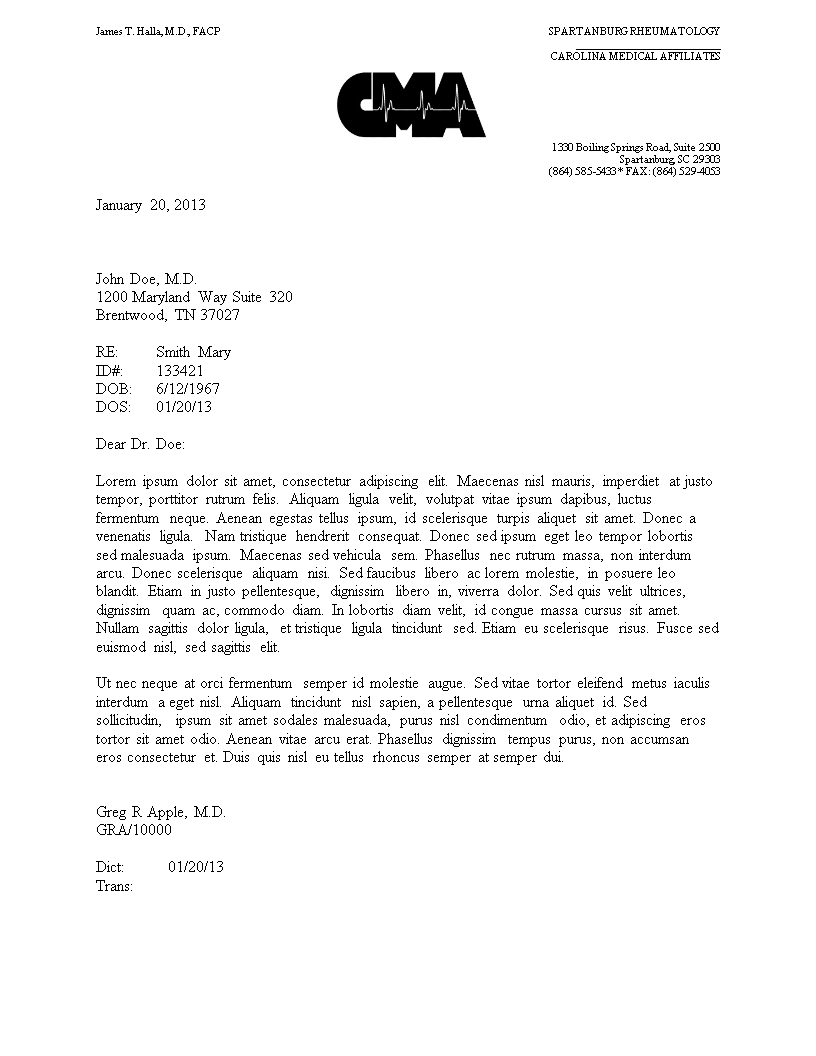 James T. Halla, M.D., FACP
SPARTANBURG RHEUMATOLOGY
CAROLINA MEDICAL AFFILIATES
CMA
1330 Boiling Springs Road, Suite 2500
Spartanburg, SC 29303
(864) 585-5433 * FAX: (864) 529-4053
January 20, 2013
John Doe, M.D.
1200 Maryland Way Suite 320
Brentwood, TN 37027
RE: Smith Mary
ID#: 133421
DOB: 6/12/1967
DOS: 01/20/13
Dear Dr. Doe:
Lorem ipsum dolor sit amet, consectetur adipiscing elit. Maecenas nisl mauris, imperdiet at justo
tempor, porttitor rutrum felis. Aliquam ligula velit, volutpat vitae ipsum dapibus, luctus
fermentum neque. Aenean egestas tellus ipsum, id scelerisque turpis aliquet sit amet. Donec a
venenatis ligula. Nam tristique hendrerit consequat. Donec sed ipsum eget leo tempor lobortis
sed malesuada ipsum. Maecenas sed vehicula sem. Phasellus nec rutrum massa, non interdum
arcu. Donec scelerisque aliquam nisi. Sed faucibus libero ac lorem molestie, in posuere leo
blandit. Etiam in justo pellentesque, dignissim libero in, viverra dolor. Sed quis velit ultrices,
dignissim quam ac, commodo diam. In lobortis diam velit, id congue massa cursus sit amet.
Nullam sagittis dolor ligula, et tristique ligula tincidunt sed. Etiam eu scelerisque risus. Fusce sed
euismod nisl, sed sagittis elit.
Ut nec neque at orci fermentum semper id molestie augue. Sed vitae tortor eleifend metus iaculis
interdum a eget nisl. Aliquam tincidunt nisl sapien, a pellentesque urna aliquet id. Sed
sollicitudin, ipsum sit amet sodales malesuada, purus nisl condimentum odio, et adipiscing eros
tortor sit amet odio. Aenean vitae arcu erat. Phasellus dignissim tempus purus, non accumsan
eros consectetur et. Duis quis nisl eu tellus rhoncus semper at semper dui.
Greg R Apple, M.D.
GRA/10000
Dict: 01/20/13
Trans: